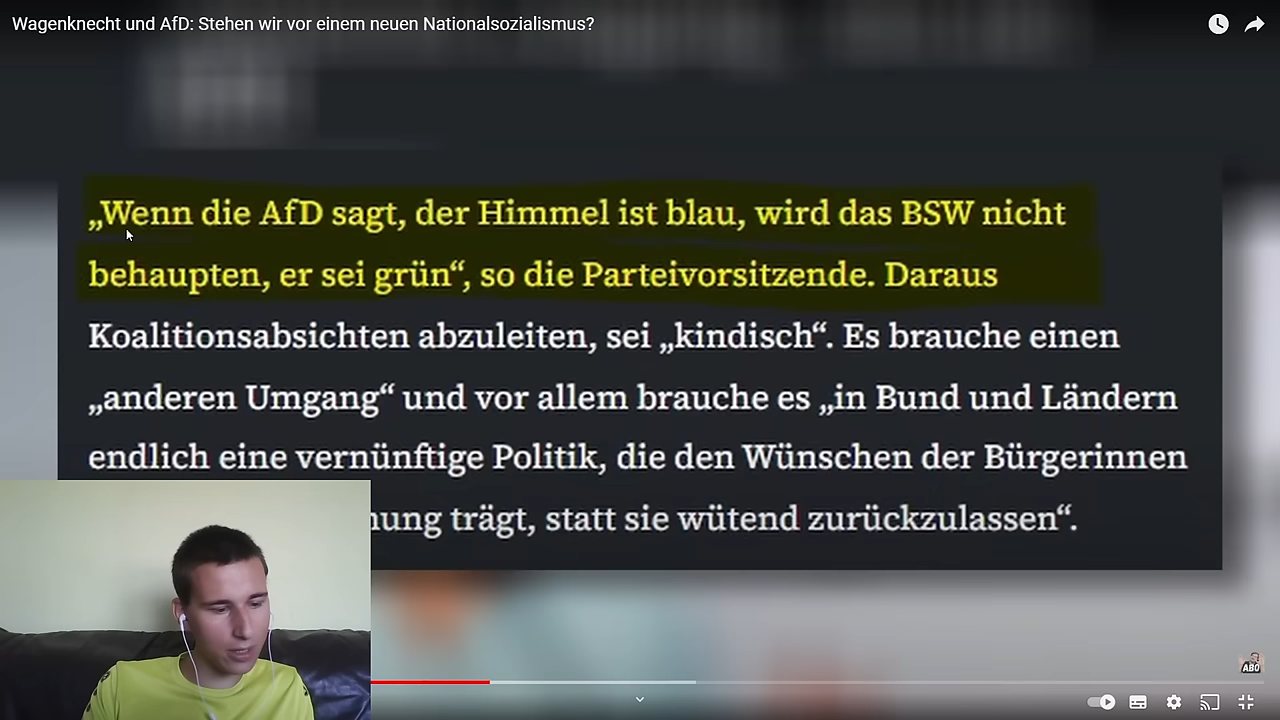 Wagenknecht und AfD: Stehen wir vor einem neuen Nationalsozialismus?
„Wenn die AfD sagt, der Himmel ist blau, wird das BSW nicht
behaupten, er sei grün“, so die Parteivorsitzende. Daraus
Koalitionsabsichten abzuleiten, sei „kindisch“. Es brauche einen
„anderen Umgang“ und vor allem brauche es „in Bund und Ländern
endlich eine vernünftige Politik, die den Wünschen der Bürgerinnen
nung trägt, statt sie wütend zurückzulassen“.
ABO